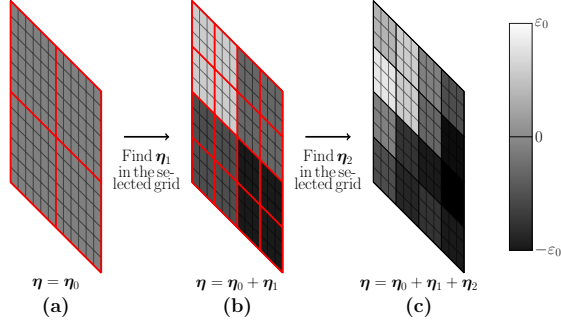 Find η₁
in the se-
lected grid
Find η₂
in the se-
lected grid
ε₀
0
−ε₀
η = η₀
η = η₀ + η₁
η = η₀ + η₁ + η₂
(a)
(b)
(c)